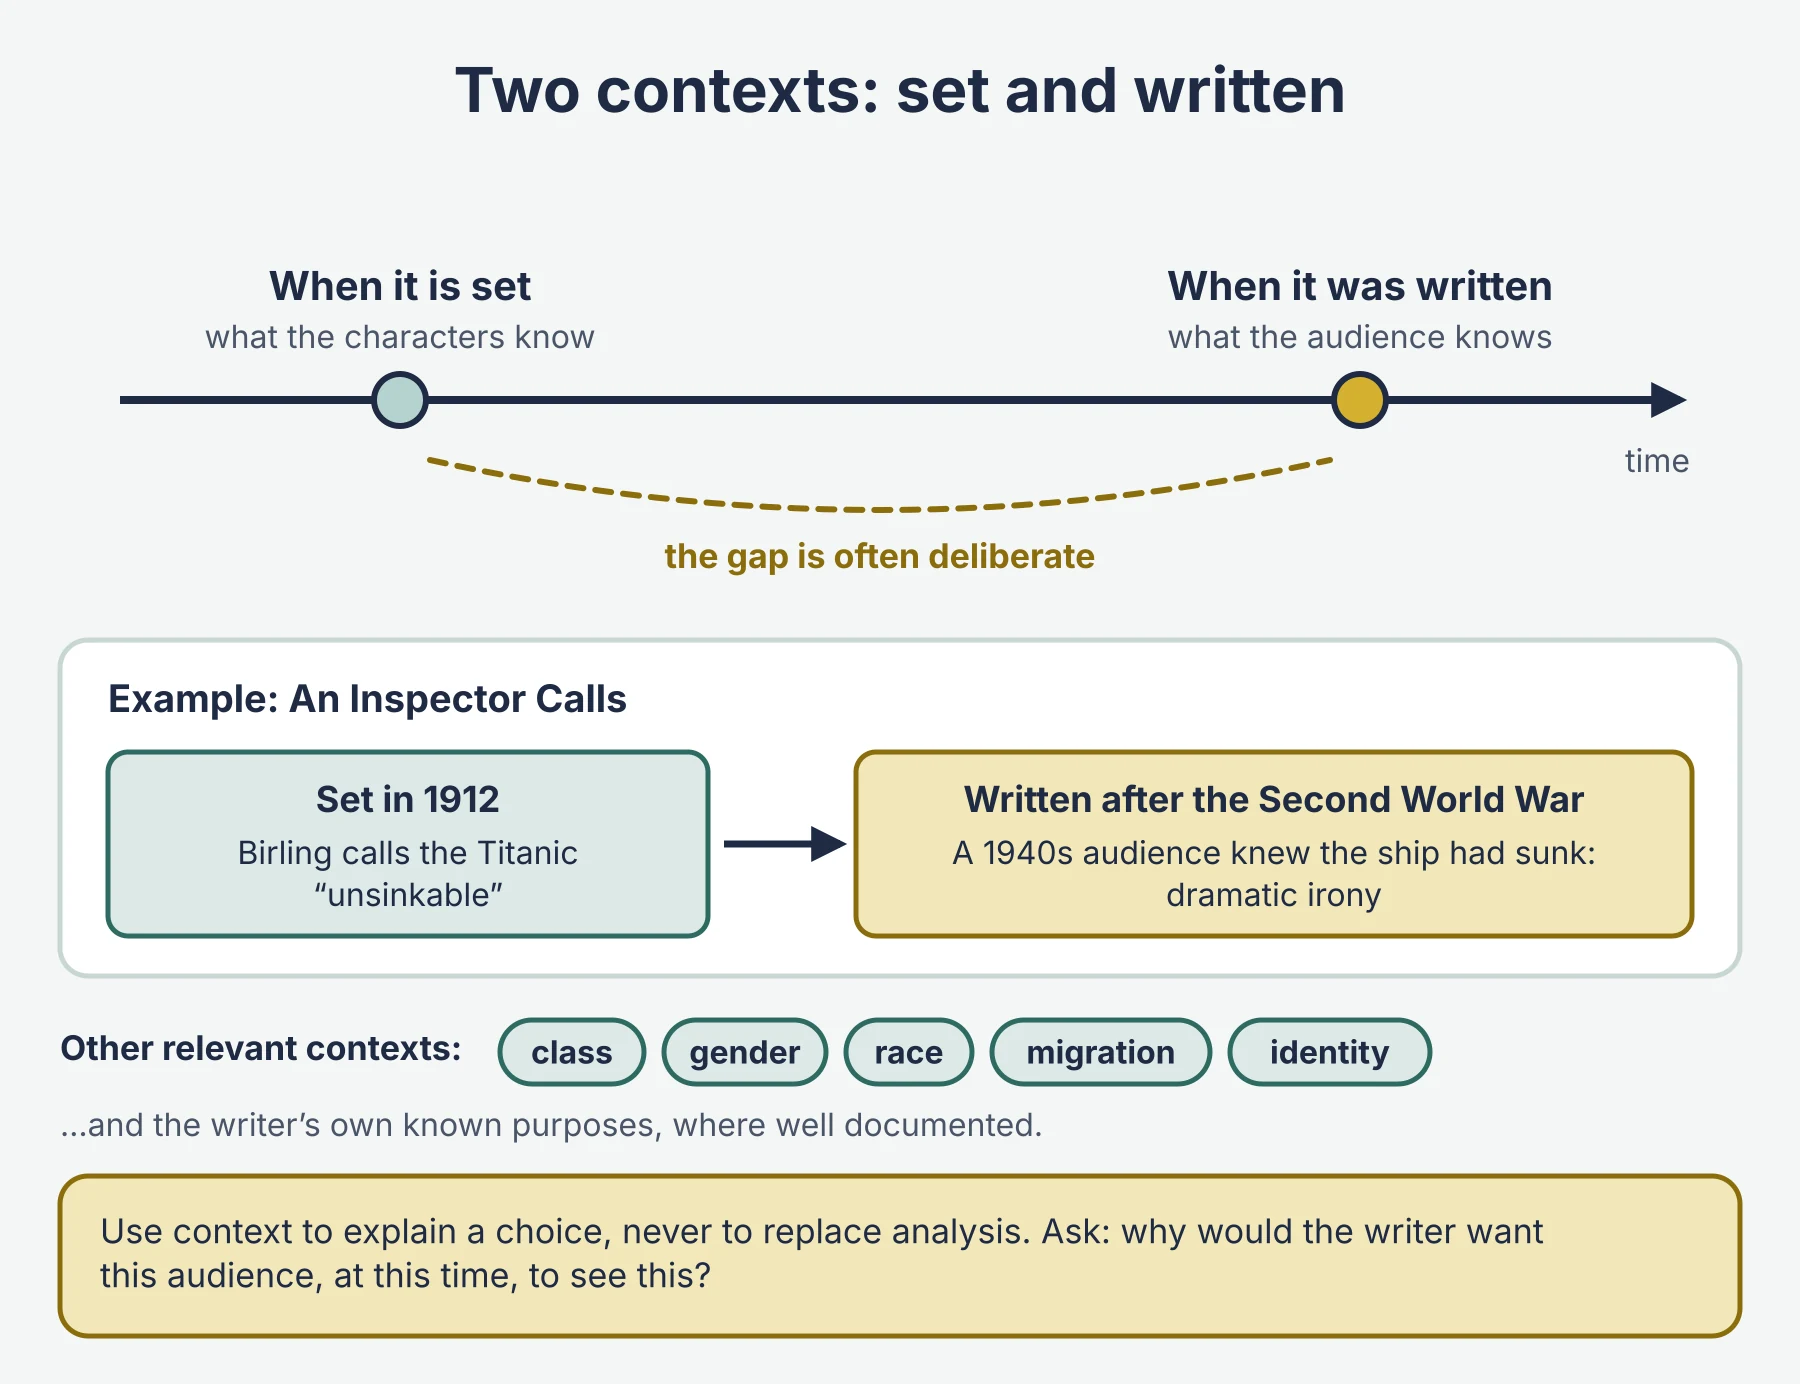 Two contexts: set and written
When it is set
what the characters know
When it was written
what the audience knows
time
the gap is often deliberate
Example: An Inspector Calls
Set in 1912
Birling calls the Titanic
“unsinkable”
Written after the Second World War
A 1940s audience knew the ship had sunk:
dramatic irony
Other relevant contexts:
class
gender
race
migration
identity
…and the writer’s own known purposes, where well documented.
Use context to explain a choice, never to replace analysis. Ask: why would the writer want
this audience, at this time, to see this?